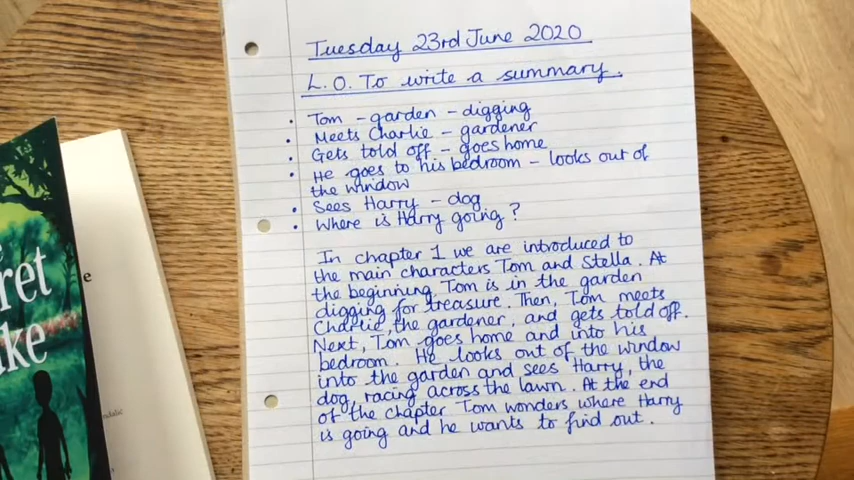 Tuesday 23rd June 2020
L.O. To write a summary.
• Tom - garden - digging
• Meets Charlie - gardener
• Gets told off - goes home
• He goes to his bedroom - looks out of
the window
• Sees Harry - dog
• Where is Harry going?
In chapter 1 we are introduced to
the main characters Tom and Stella. At
the beginning Tom is in the garden
digging for treasure. Then, Tom meets
Charlie, the gardener, and gets told off.
Next, Tom goes home and into his
bedroom. He looks out of the window
into the garden and sees Harry, the
dog, racing across the lawn. At the end
of the chapter Tom wonders where Harry
is going and he wants to find out.
ret
ke
e